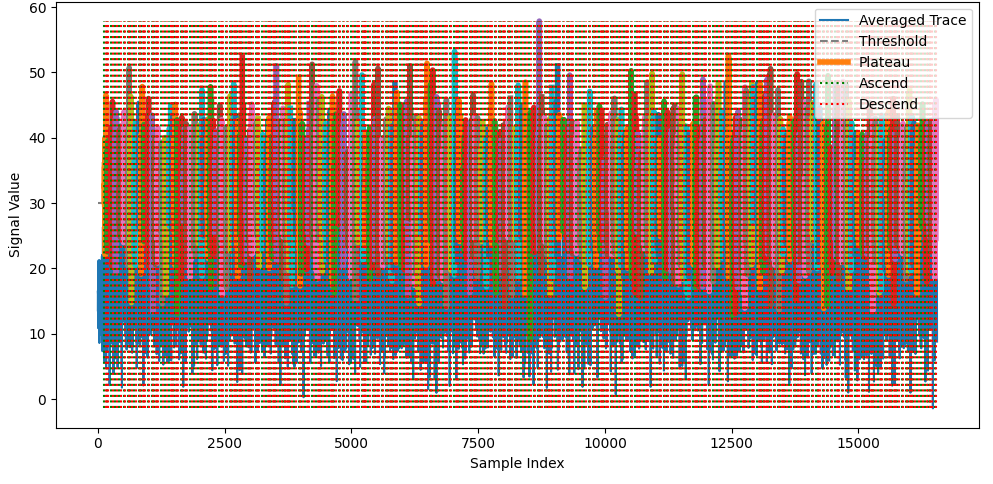 60
50
40
30
20
10
0
Signal Value
0
2500
5000
7500
10000
12500
15000
Sample Index
Averaged Trace
Threshold
Plateau
Ascend
Descend